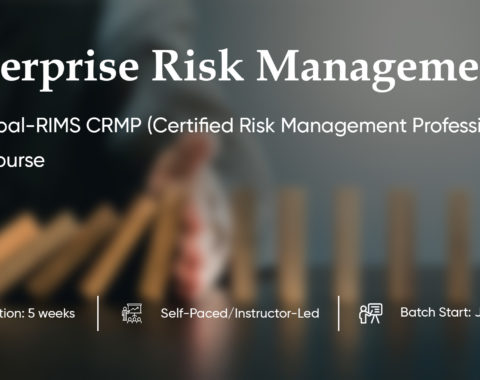 erprise Risk Manageme
bal-RIMS CRMP (Certified Risk Management Professi
ourse
tion: 5 weeks
Self-Paced/Instructor-Led
Batch Start: J